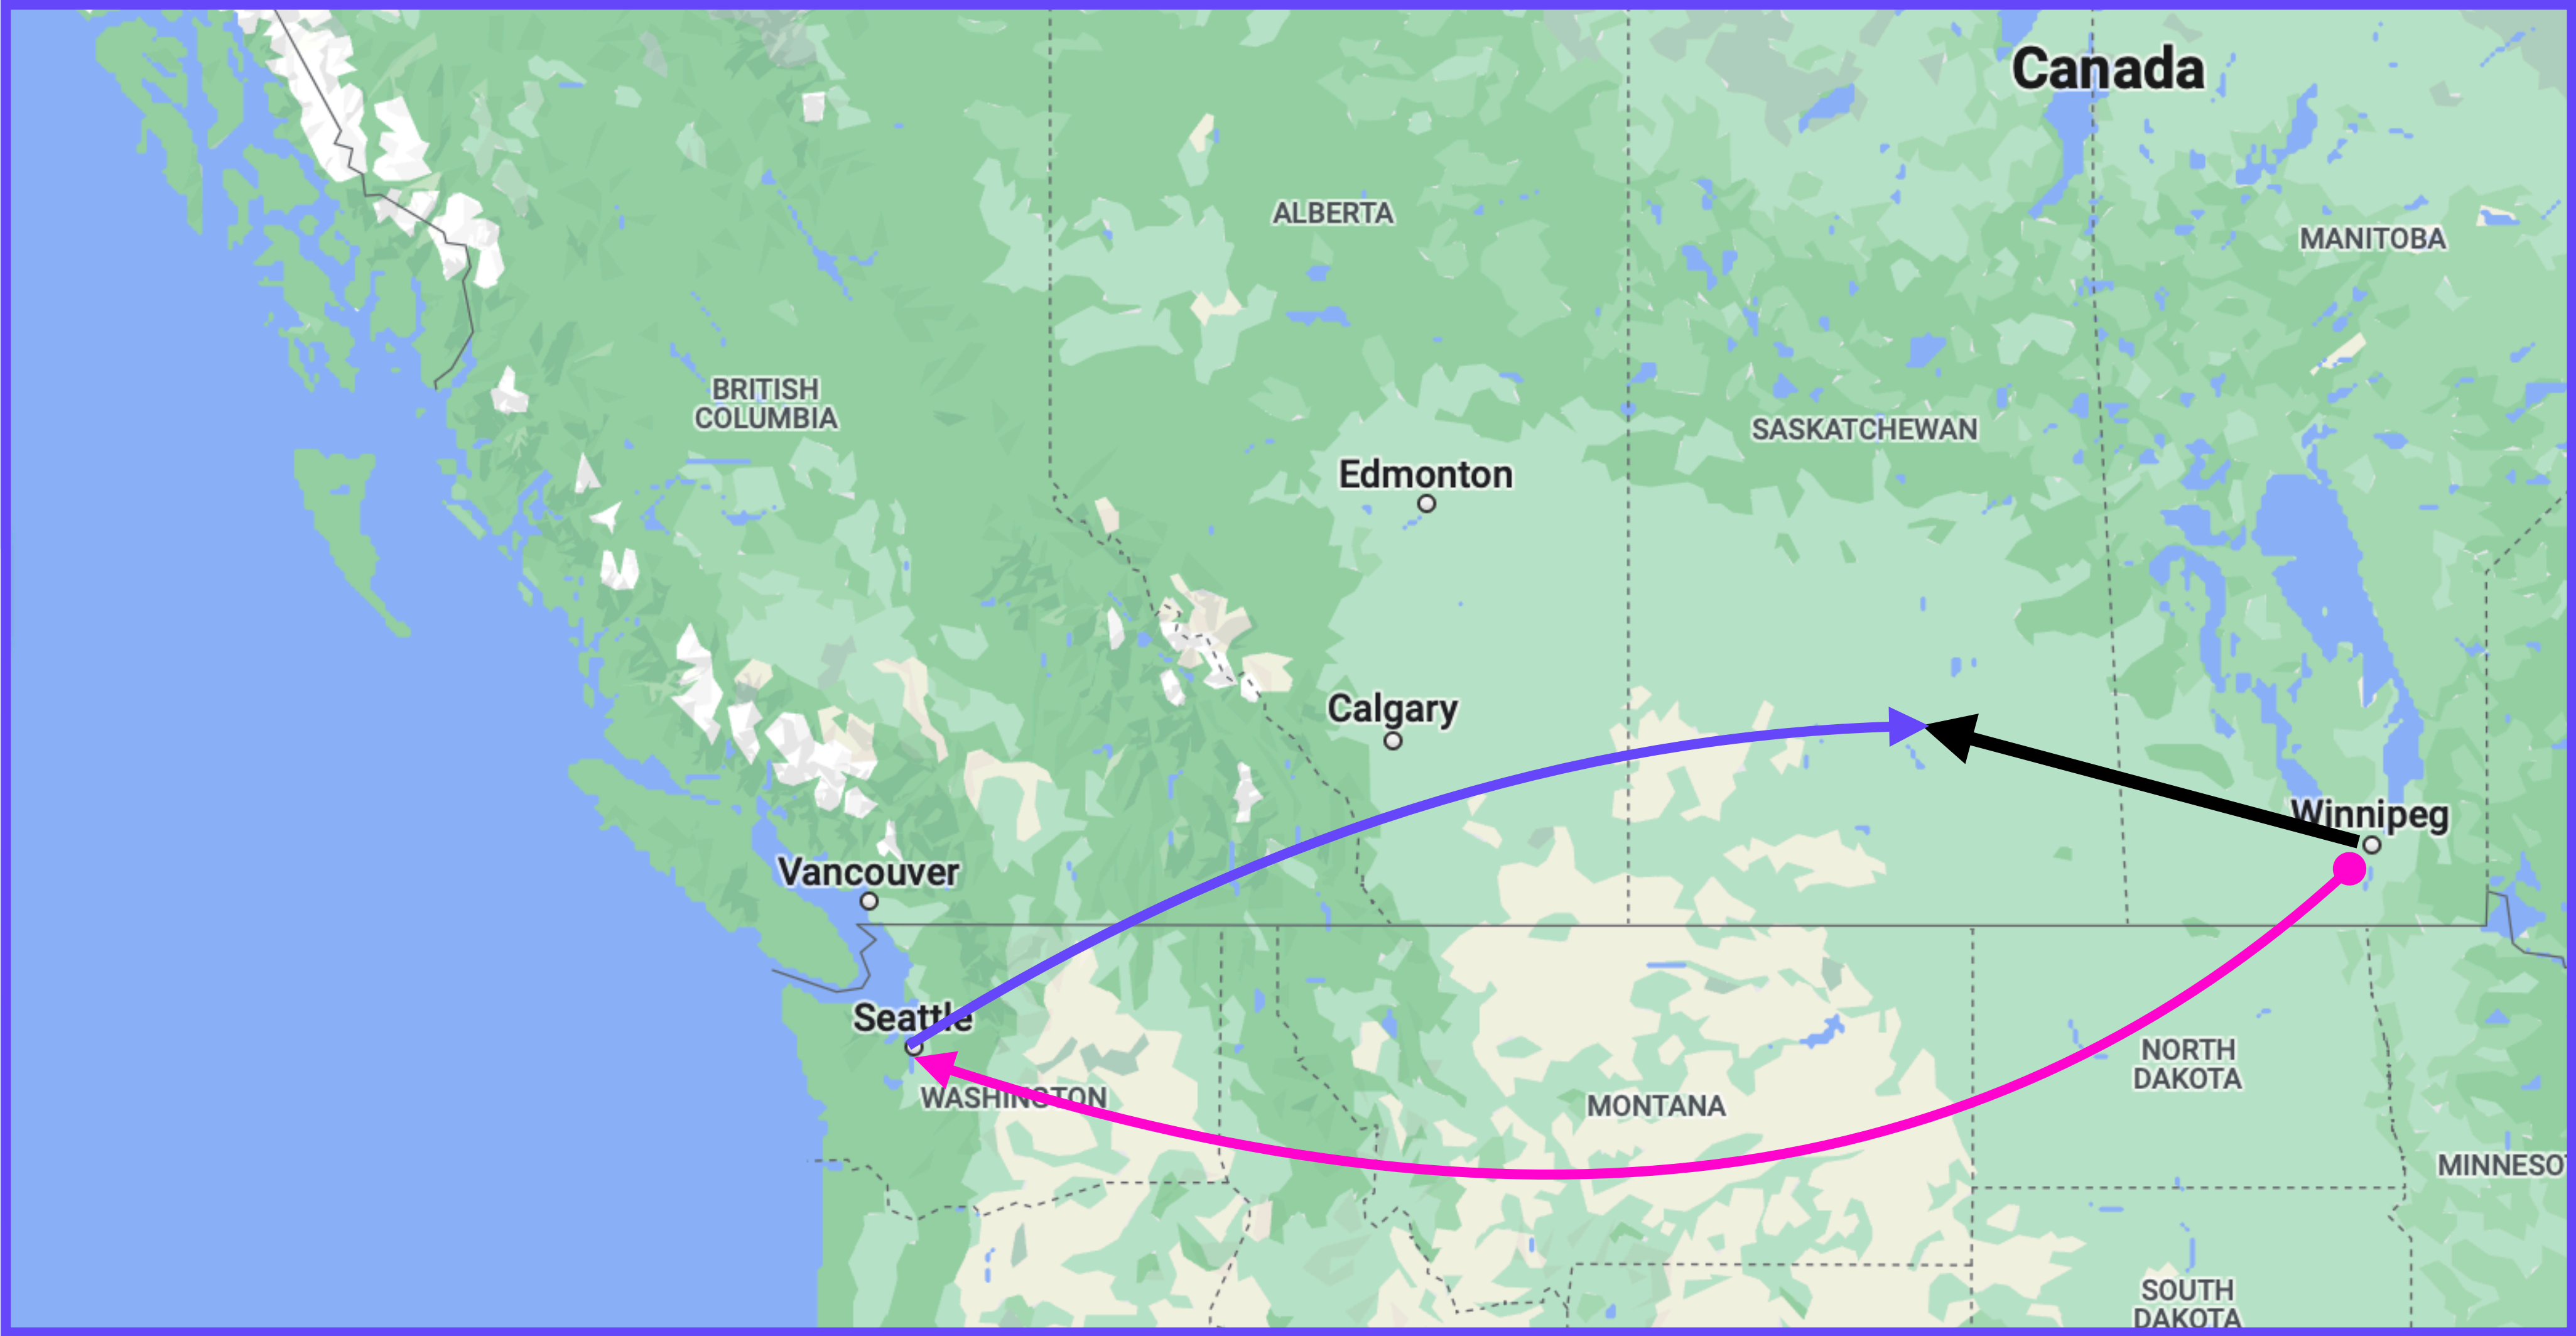 Canada
ALBERTA
MANITOBA
BRITISH
COLUMBIA
SASKATCHEWAN
Edmonton
Calgary
Winnipeg
Vancouver
Seattle
WASHINGTON
MONTANA
NORTH
DAKOTA
MINNESO
SOUTH
DAKOTA